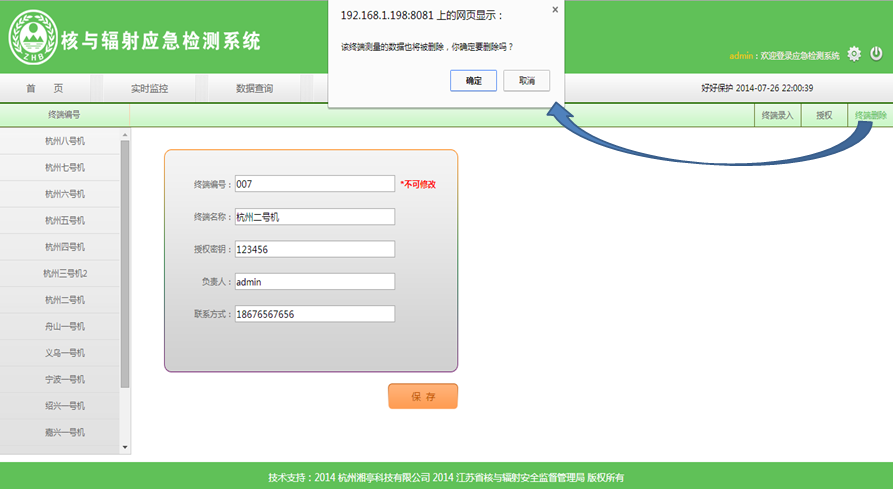 192.168.1.198:8081 上的网页显示：
×
该终端测量的数据也将被删除，你确定要删除吗？
确定
取消
ZHB
核与辐射应急检测系统
admin：欢迎登录应急检测系统
首 页
实时监控
数据查询
好好保护 2014-07-26 22:00:39
终端编号
终端录入
授权
终端删除
杭州八号机
杭州七号机
杭州六号机
杭州五号机
杭州四号机
杭州三号机2
杭州二号机
舟山一号机
义乌一号机
宁波一号机
绍兴一号机
嘉兴一号机
终端编号：007 *不可修改
终端名称：杭州二号机
授权密钥：123456
负责人：admin
联系方式：18676567656
保 存
技术支持：2014 杭州湘亭科技有限公司 2014 江苏省核与辐射安全监督管理局 版权所有